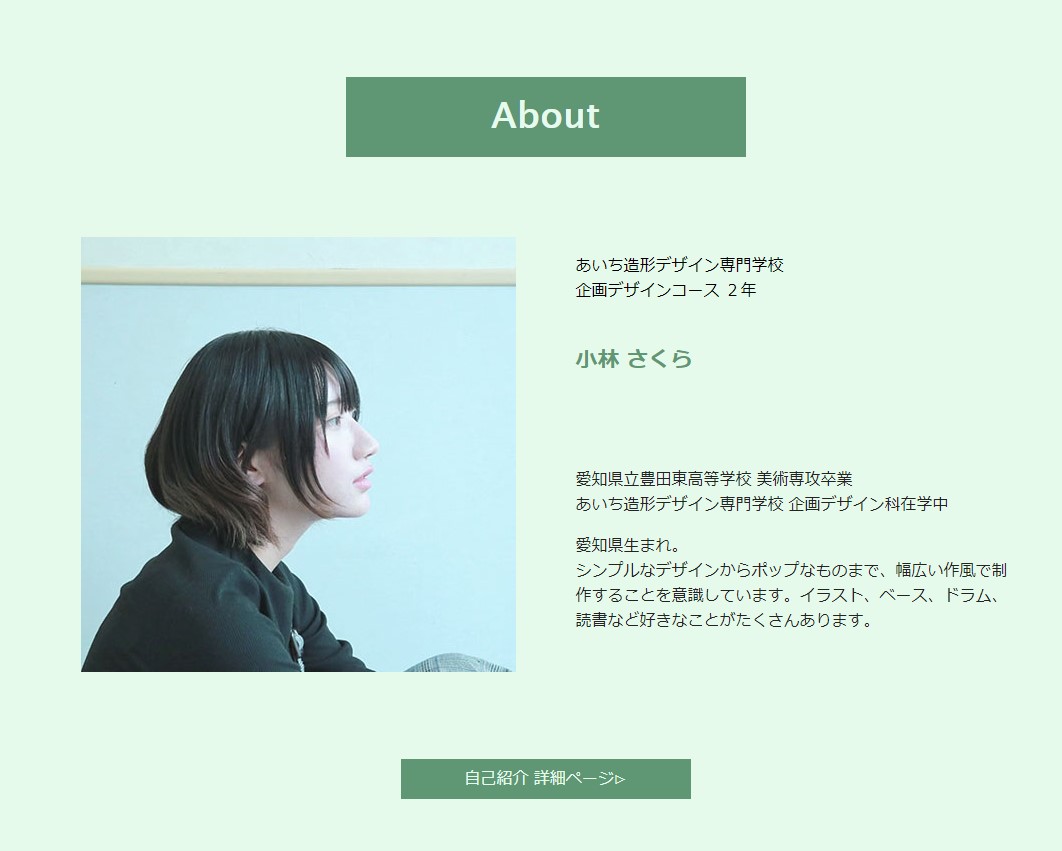 About
あいち造形デザイン専門学校
企画デザインコース ２年
小林 さくら
愛知県立豊田東高等学校 美術専攻卒業
あいち造形デザイン専門学校 企画デザイン科在学中
愛知県生まれ。
シンプルなデザインからポップなものまで、幅広い作風で制
作することを意識しています。イラスト、ベース、ドラム、
読書など好きなことがたくさんあります。
自己紹介 詳細ページ▷